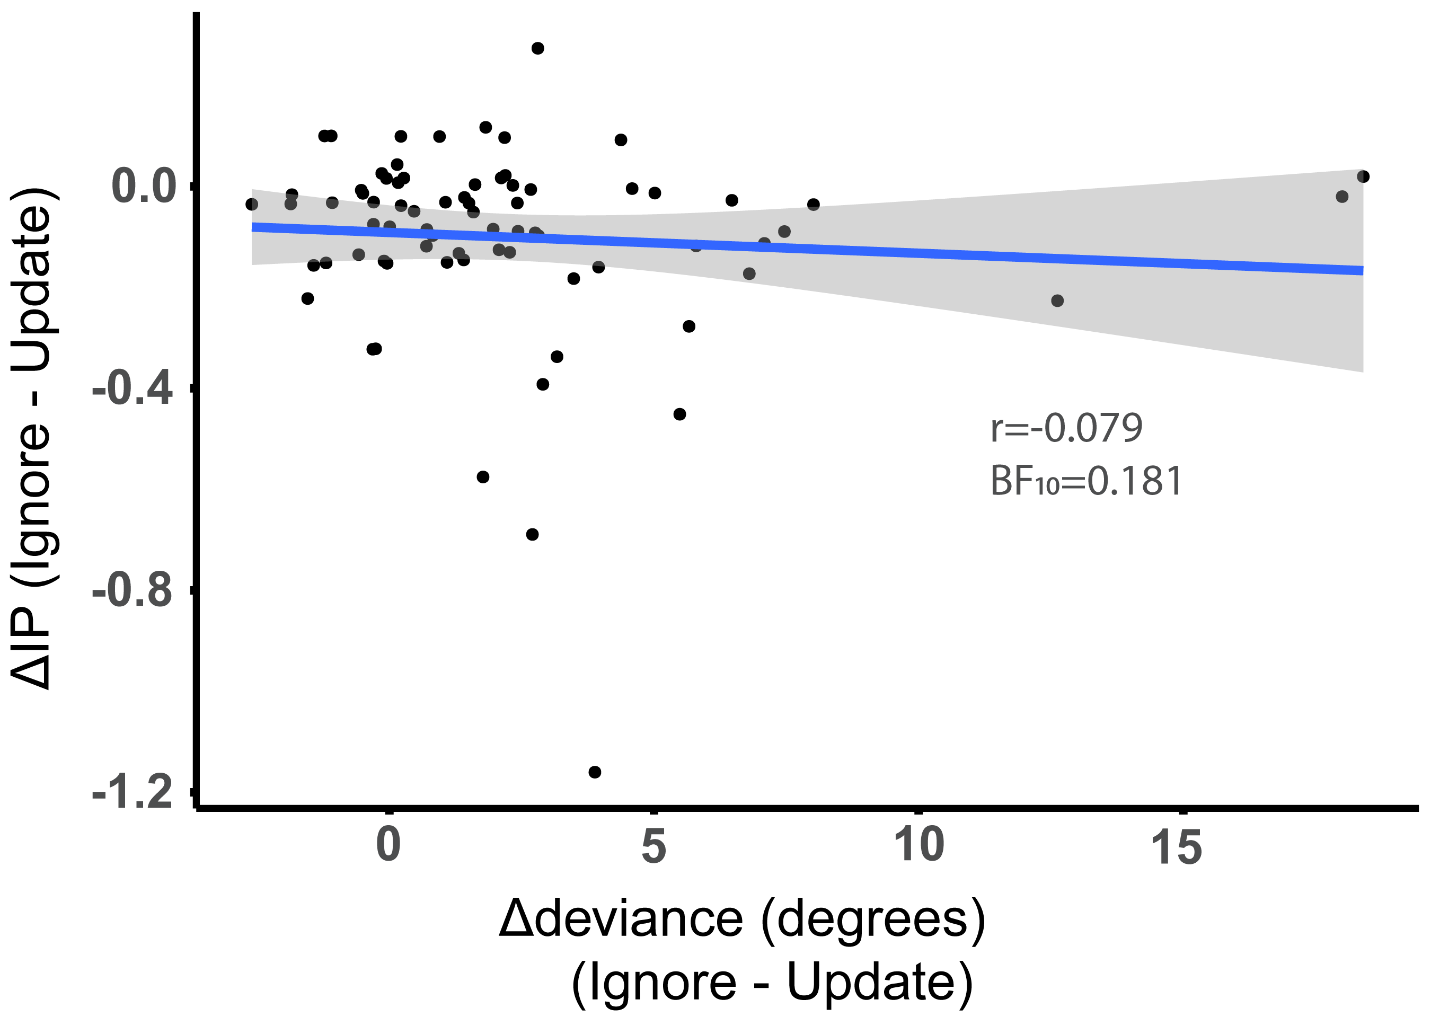 ΔIP (Ignore - Update)
0.0
-0.4
-0.8
-1.2
r=-0.079
BF₁₀=0.181
0 5 10 15
Δdeviance (degrees)
(Ignore - Update)